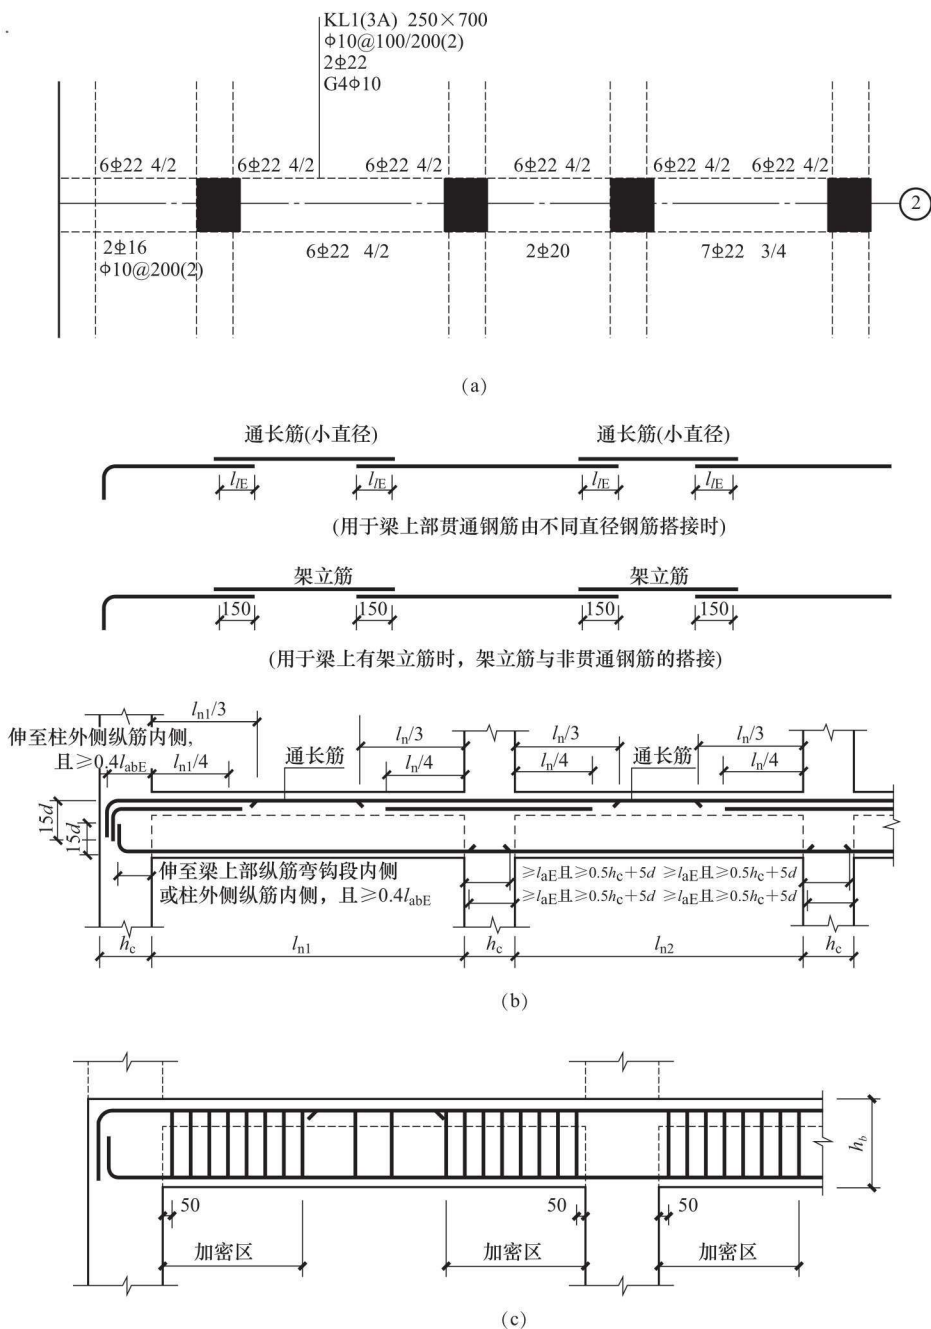 KL1(3A) 250×700
Φ10@100/200(2)
2Φ22
G4Φ10
6Φ22 4/2 6Φ22 4/2 6Φ22 4/2 6Φ22 4/2 6Φ22 4/2 6Φ22 4/2
2
2Φ16 6Φ22 4/2 2Φ20 7Φ22 3/4
Φ10@200(2)
(a)
通长筋(小直径) 通长筋(小直径)
llE llE llE llE
(用于梁上部贯通钢筋由不同直径钢筋搭接时)
架立筋 架立筋
150 150 150 150
(用于梁上有架立筋时，架立筋与非贯通钢筋的搭接)
ln1/3
伸至柱外侧纵筋内侧,
且≥0.4labE
ln1/4
通长筋
ln/3 ln/3 ln/3
ln/4 ln/4 ln/4
通长筋
15d
15d
伸至梁上部纵筋弯钩段内侧
或柱外侧纵筋内侧，且≥0.4labE
≥laE且≥0.5hc+5d ≥laE且≥0.5hc+5d
≥laE且≥0.5hc+5d ≥laE且≥0.5hc+5d
hc ln1 hc ln2 hc
(b)
hb
50 50 50
加密区 加密区 加密区
(c)